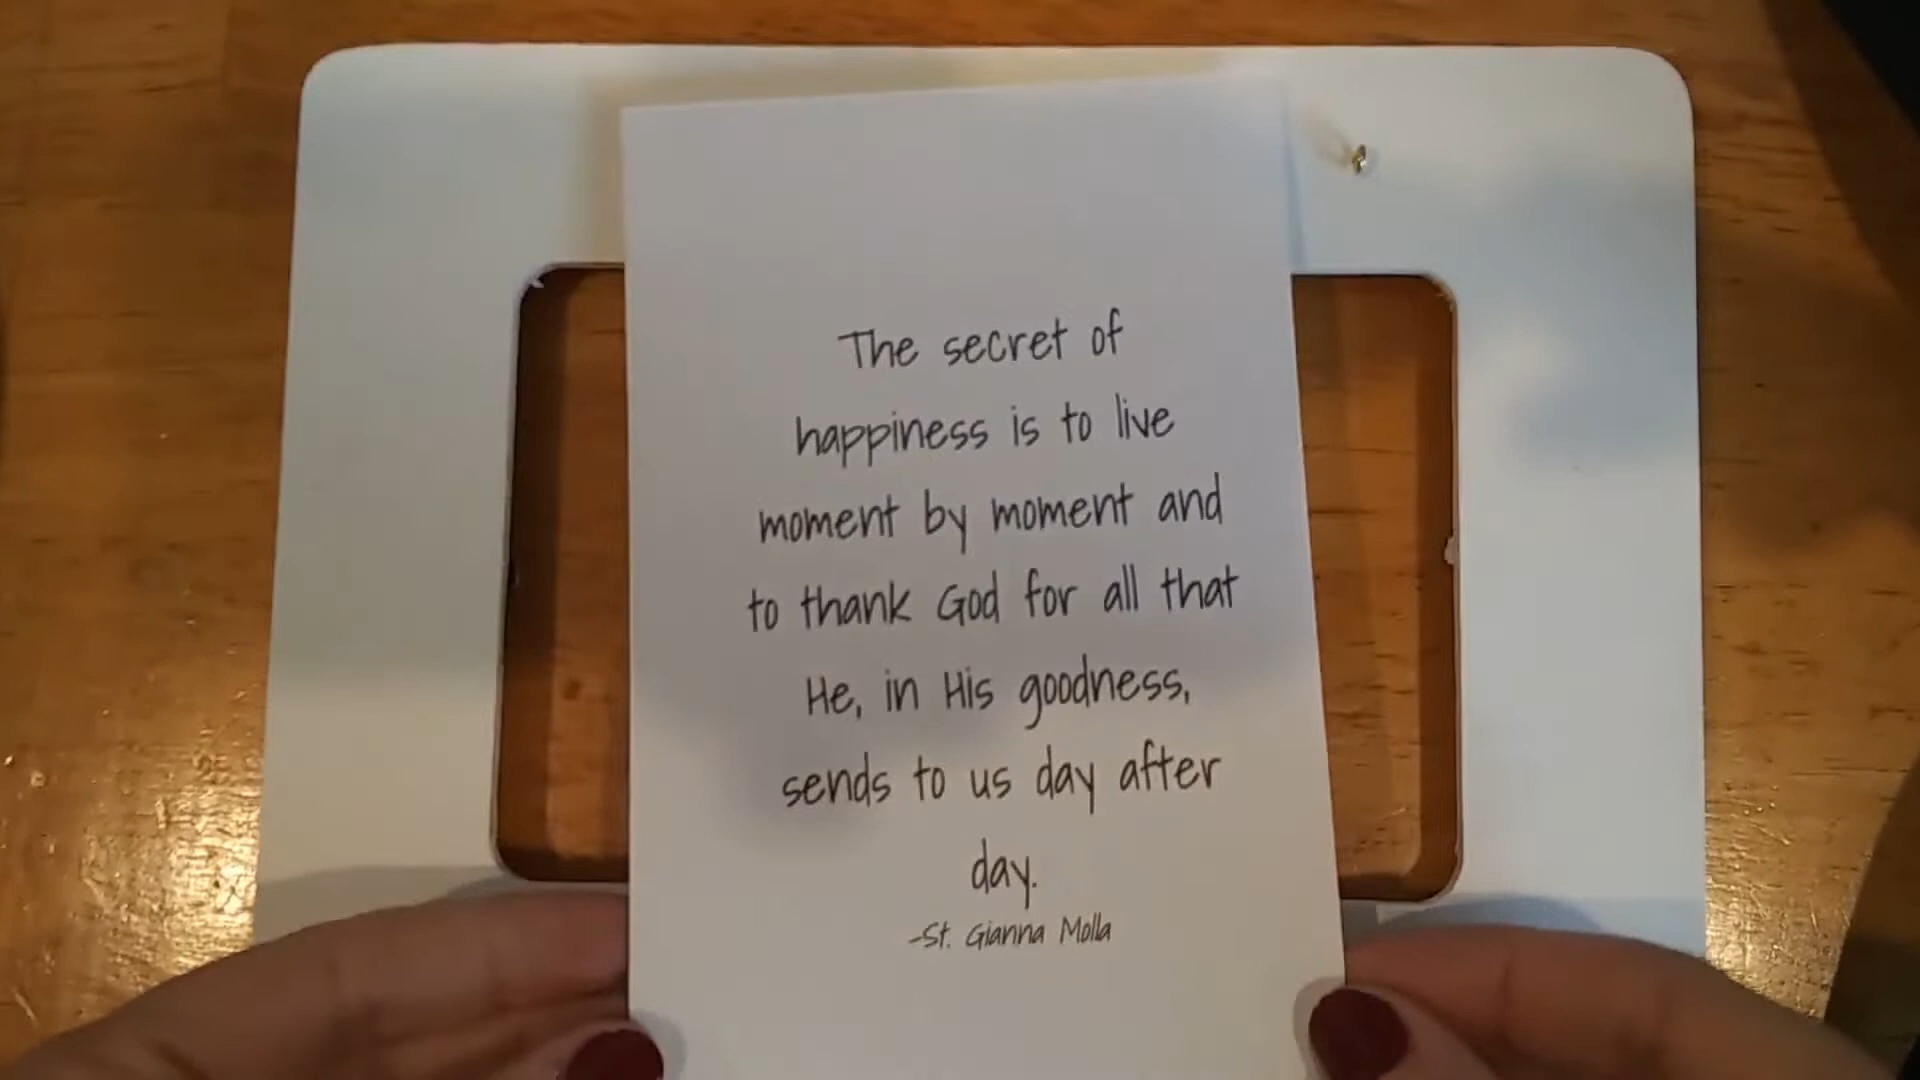 The secret of
happiness is to live
moment by moment and
to thank God for all that
He, in His goodness,
sends to us day after
day.
-St. Gianna Molla